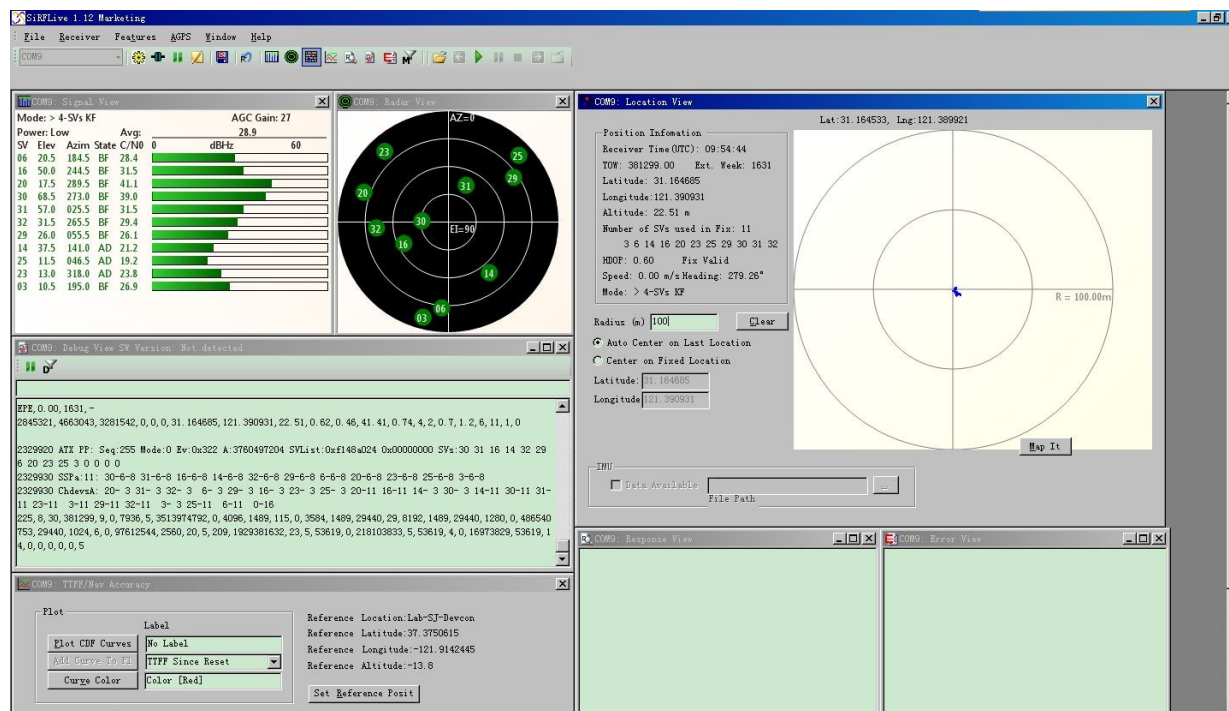 SiRFLive 1.12 Marketing
File Receiver Features AGPS Window Help
COM9
COM9: Signal View
Mode: > 4-SVs KF AGC Gain: 27
Power: Low Avg: 28.9
SV Elev Azim State C/N0 0 dBHz 60
06 20.5 184.5 BF 28.4
16 50.0 244.5 BF 31.5
20 17.5 289.5 BF 41.1
30 68.5 273.0 BF 39.0
31 57.0 025.5 BF 31.5
32 31.5 265.5 BF 29.4
29 26.0 055.5 BF 26.1
14 37.5 141.0 AD 21.2
25 11.5 046.5 AD 19.2
23 13.0 318.0 AD 23.8
03 10.5 195.0 BF 26.9
COM9: Radar View
AZ=0
23
25
29
31
20
30
32
El=90
16
14
06
03
COM9: Location View
Lat:31.164533, Lng:121.389921
Position Infomation
Receiver Time(UTC): 09:54:44
TOW: 381299.00 Ext. Week: 1631
Latitude: 31.164685
Longitude:121.390931
Altitude: 22.51 m
Number of SVs used in Fix: 11
3 6 14 16 20 23 25 29 30 31 32
HDOP: 0.60 Fix Valid
Speed: 0.00 m/s Heading: 279.26°
Mode: > 4-SVs KF
R = 100.00m
Radius (m) 100 Clear
Auto Center on Last Location
Center on Fixed Location
Latitude: 31.164685
Longitude 121.390931
Map It
IMU
Data Available ...
File Path
COM9: Debug View SW Version: Not detected
EPE, 0.00, 1631, -
2845321, 4663043, 3281542, 0, 0, 0, 31.164685, 121.390931, 22.51, 0.62, 0.46, 41.41, 0.74, 4, 2, 0.7, 1.2, 6, 11, 1, 0
2329920 ATX PP: Seq:255 Mode:0 Ev:0x322 A:3760497204 SVList:0xf148a024 0x00000000 SVs:30 31 16 14 32 29
6 20 23 25 3 0 0 0 0
2329930 SSPa:11: 30-6-8 31-6-8 16-6-8 14-6-8 32-6-8 29-6-8 6-6-8 20-6-8 23-6-8 25-6-8 3-6-8
2329930 ChdevsA: 20- 3 31- 3 32- 3 6- 3 29- 3 16- 3 23- 3 25- 3 20-11 16-11 14- 3 30- 3 14-11 30-11 31-
11 23-11 3-11 29-11 32-11 3- 3 25-11 6-11 0-16
225, 8, 30, 381299, 9, 0, 7936, 5, 3513974792, 0, 4096, 1489, 115, 0, 3584, 1489, 29440, 29, 8192, 1489, 29440, 1280, 0, 486540
753, 29440, 1024, 6, 0, 97612544, 2560, 20, 5, 209, 1929381632, 23, 5, 53619, 0, 218103833, 5, 53619, 4, 0, 16973829, 53619, 1
4, 0, 0, 0, 0, 0, 5
COM9: Response View
COM9: Error View
COM9: TTFF/Nav Accuracy
Plot
Label
Plot CDF Curves No Label
Add Curve To Pl TTFF Since Reset
Curve Color Color [Red]
Reference Location:Lab-SJ-Devcon
Reference Latitude:37.3750615
Reference Longitude:-121.9142445
Reference Altitude:-13.8
Set Reference Posit